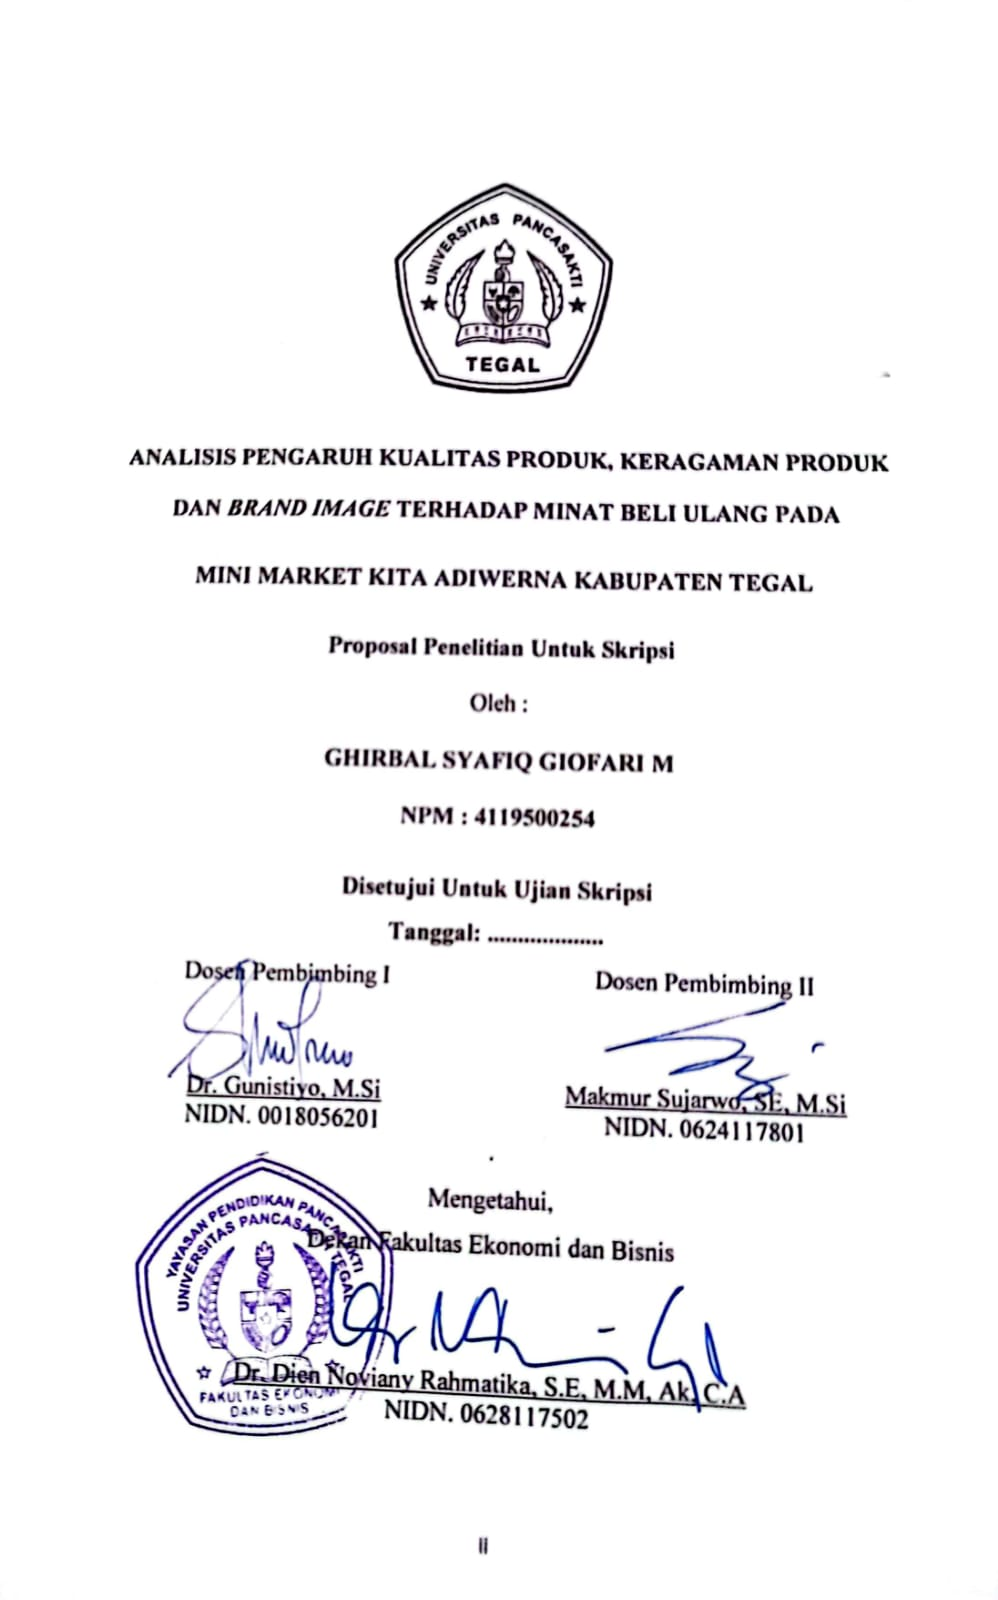 UNIVERSITAS PANCASAKTI
TEGAL
ANALISIS PENGARUH KUALITAS PRODUK, KERAGAMAN PRODUK
DAN BRAND IMAGE TERHADAP MINAT BELI ULANG PADA
MINI MARKET KITA ADIWERNA KABUPATEN TEGAL
Proposal Penelitian Untuk Skripsi
Oleh :
GHIRBAL SYAFIQ GIOFARI M
NPM : 4119500254
Disetujui Untuk Ujian Skripsi
Tanggal: ...................
Dosen Pembimbing I
Dr. Gunistiyo, M.Si
NIDN. 0018056201
Dosen Pembimbing II
Makmur Sujarwo, SE, M.Si
NIDN. 0624117801
Mengetahui,
Dekan Fakultas Ekonomi dan Bisnis
YAYASAN PENDIDIKAN PANCASAKTI
UNIVERSITAS PANCASAKTI TEGAL
FAKULTAS EKONOMI
DAN BISNIS
Dr. Dien Noviany Rahmatika, S.E, M.M, Ak, C.A
NIDN. 0628117502
ii